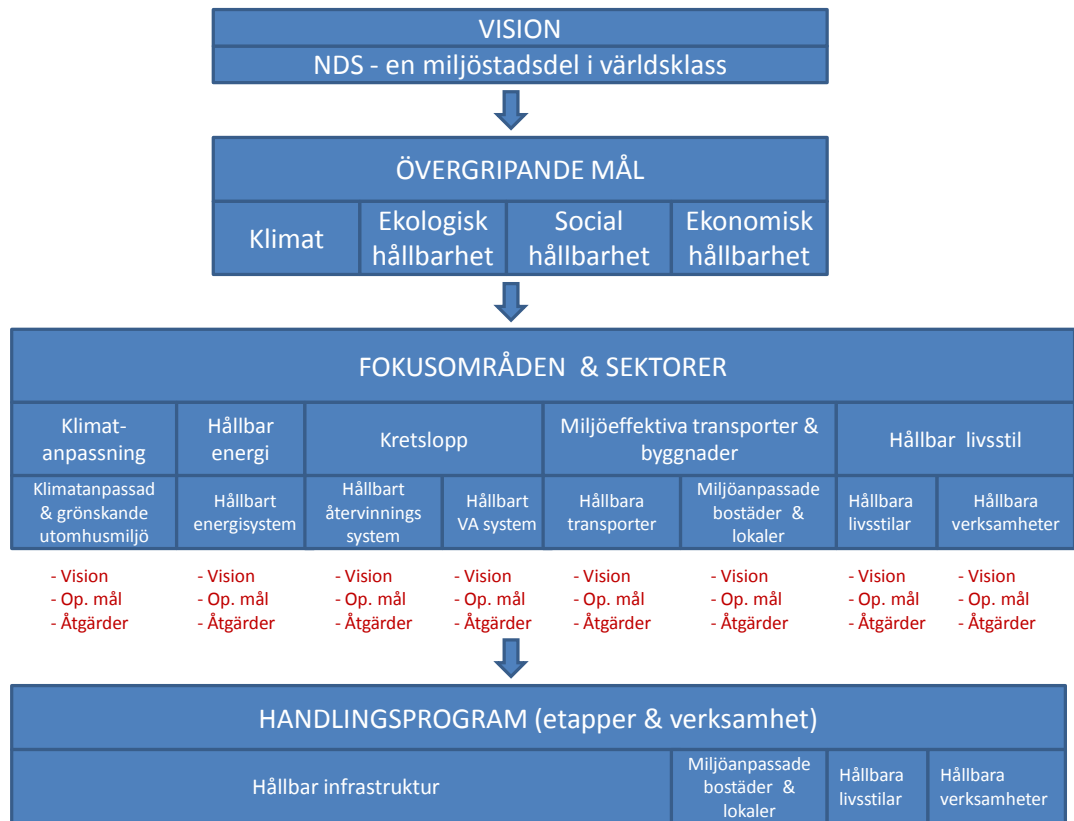 VISION
NDS - en miljöstadsdel i världsklass
ÖVERGRIPANDE MÅL
Klimat
Ekologisk
hållbarhet
Social
hållbarhet
Ekonomisk
hållbarhet
FOKUSOMRÅDEN & SEKTORER
Klimat-
anpassning
Hållbar
energi
Kretslopp
Miljöeffektiva transporter &
byggnader
Hållbar livsstil
Klimatanpassad
& grönskande
utomhusmiljö
Hållbart
energisystem
Hållbart
återvinnings
system
Hållbart
VA system
Hållbara
transporter
Miljöanpassade
bostäder &
lokaler
Hållbara
livsstilar
Hållbara
verksamheter
- Vision
- Op. mål
- Åtgärder
- Vision
- Op. mål
- Åtgärder
- Vision
- Op. mål
- Åtgärder
- Vision
- Op. mål
- Åtgärder
- Vision
- Op. mål
- Åtgärder
- Vision
- Op. mål
- Åtgärder
- Vision
- Op. mål
- Åtgärder
- Vision
- Op. mål
- Åtgärder
HANDLINGSPROGRAM (etapper & verksamhet)
Hållbar infrastruktur
Miljöanpassade
bostäder &
lokaler
Hållbara
livsstilar
Hållbara
verksamheter